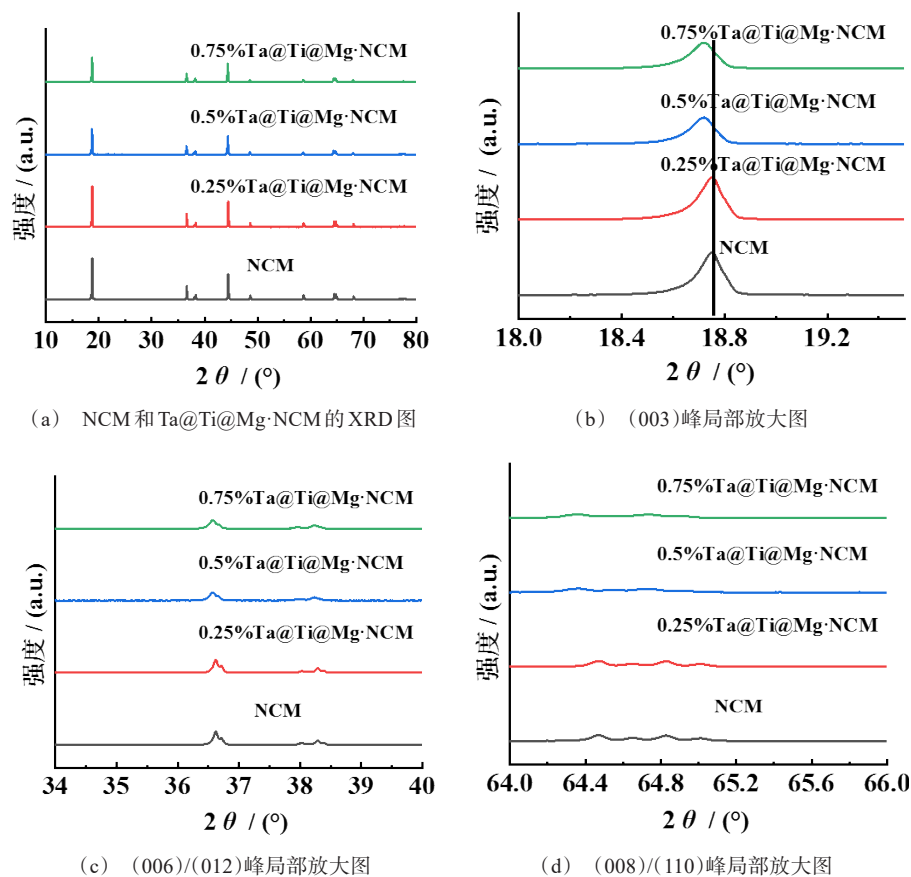 0.75%Ta@Ti@Mg·NCM
0.5%Ta@Ti@Mg·NCM
0.25%Ta@Ti@Mg·NCM
NCM
强度 / (a.u.)
10 20 30 40 50 60 70 80
2 θ / (°)
(a) NCM和Ta@Ti@Mg·NCM的XRD图
0.75%Ta@Ti@Mg·NCM
0.5%Ta@Ti@Mg·NCM
0.25%Ta@Ti@Mg·NCM
NCM
强度 / (a.u.)
18.0 18.4 18.8 19.2
2 θ / (°)
(b) (003)峰局部放大图
0.75%Ta@Ti@Mg·NCM
0.5%Ta@Ti@Mg·NCM
0.25%Ta@Ti@Mg·NCM
NCM
强度 / (a.u.)
34 35 36 37 38 39 40
2 θ / (°)
(c) (006)/(012)峰局部放大图
0.75%Ta@Ti@Mg·NCM
0.5%Ta@Ti@Mg·NCM
0.25%Ta@Ti@Mg·NCM
NCM
强度 / (a.u.)
64.0 64.4 64.8 65.2 65.6 66.0
2 θ / (°)
(d) (008)/(110)峰局部放大图